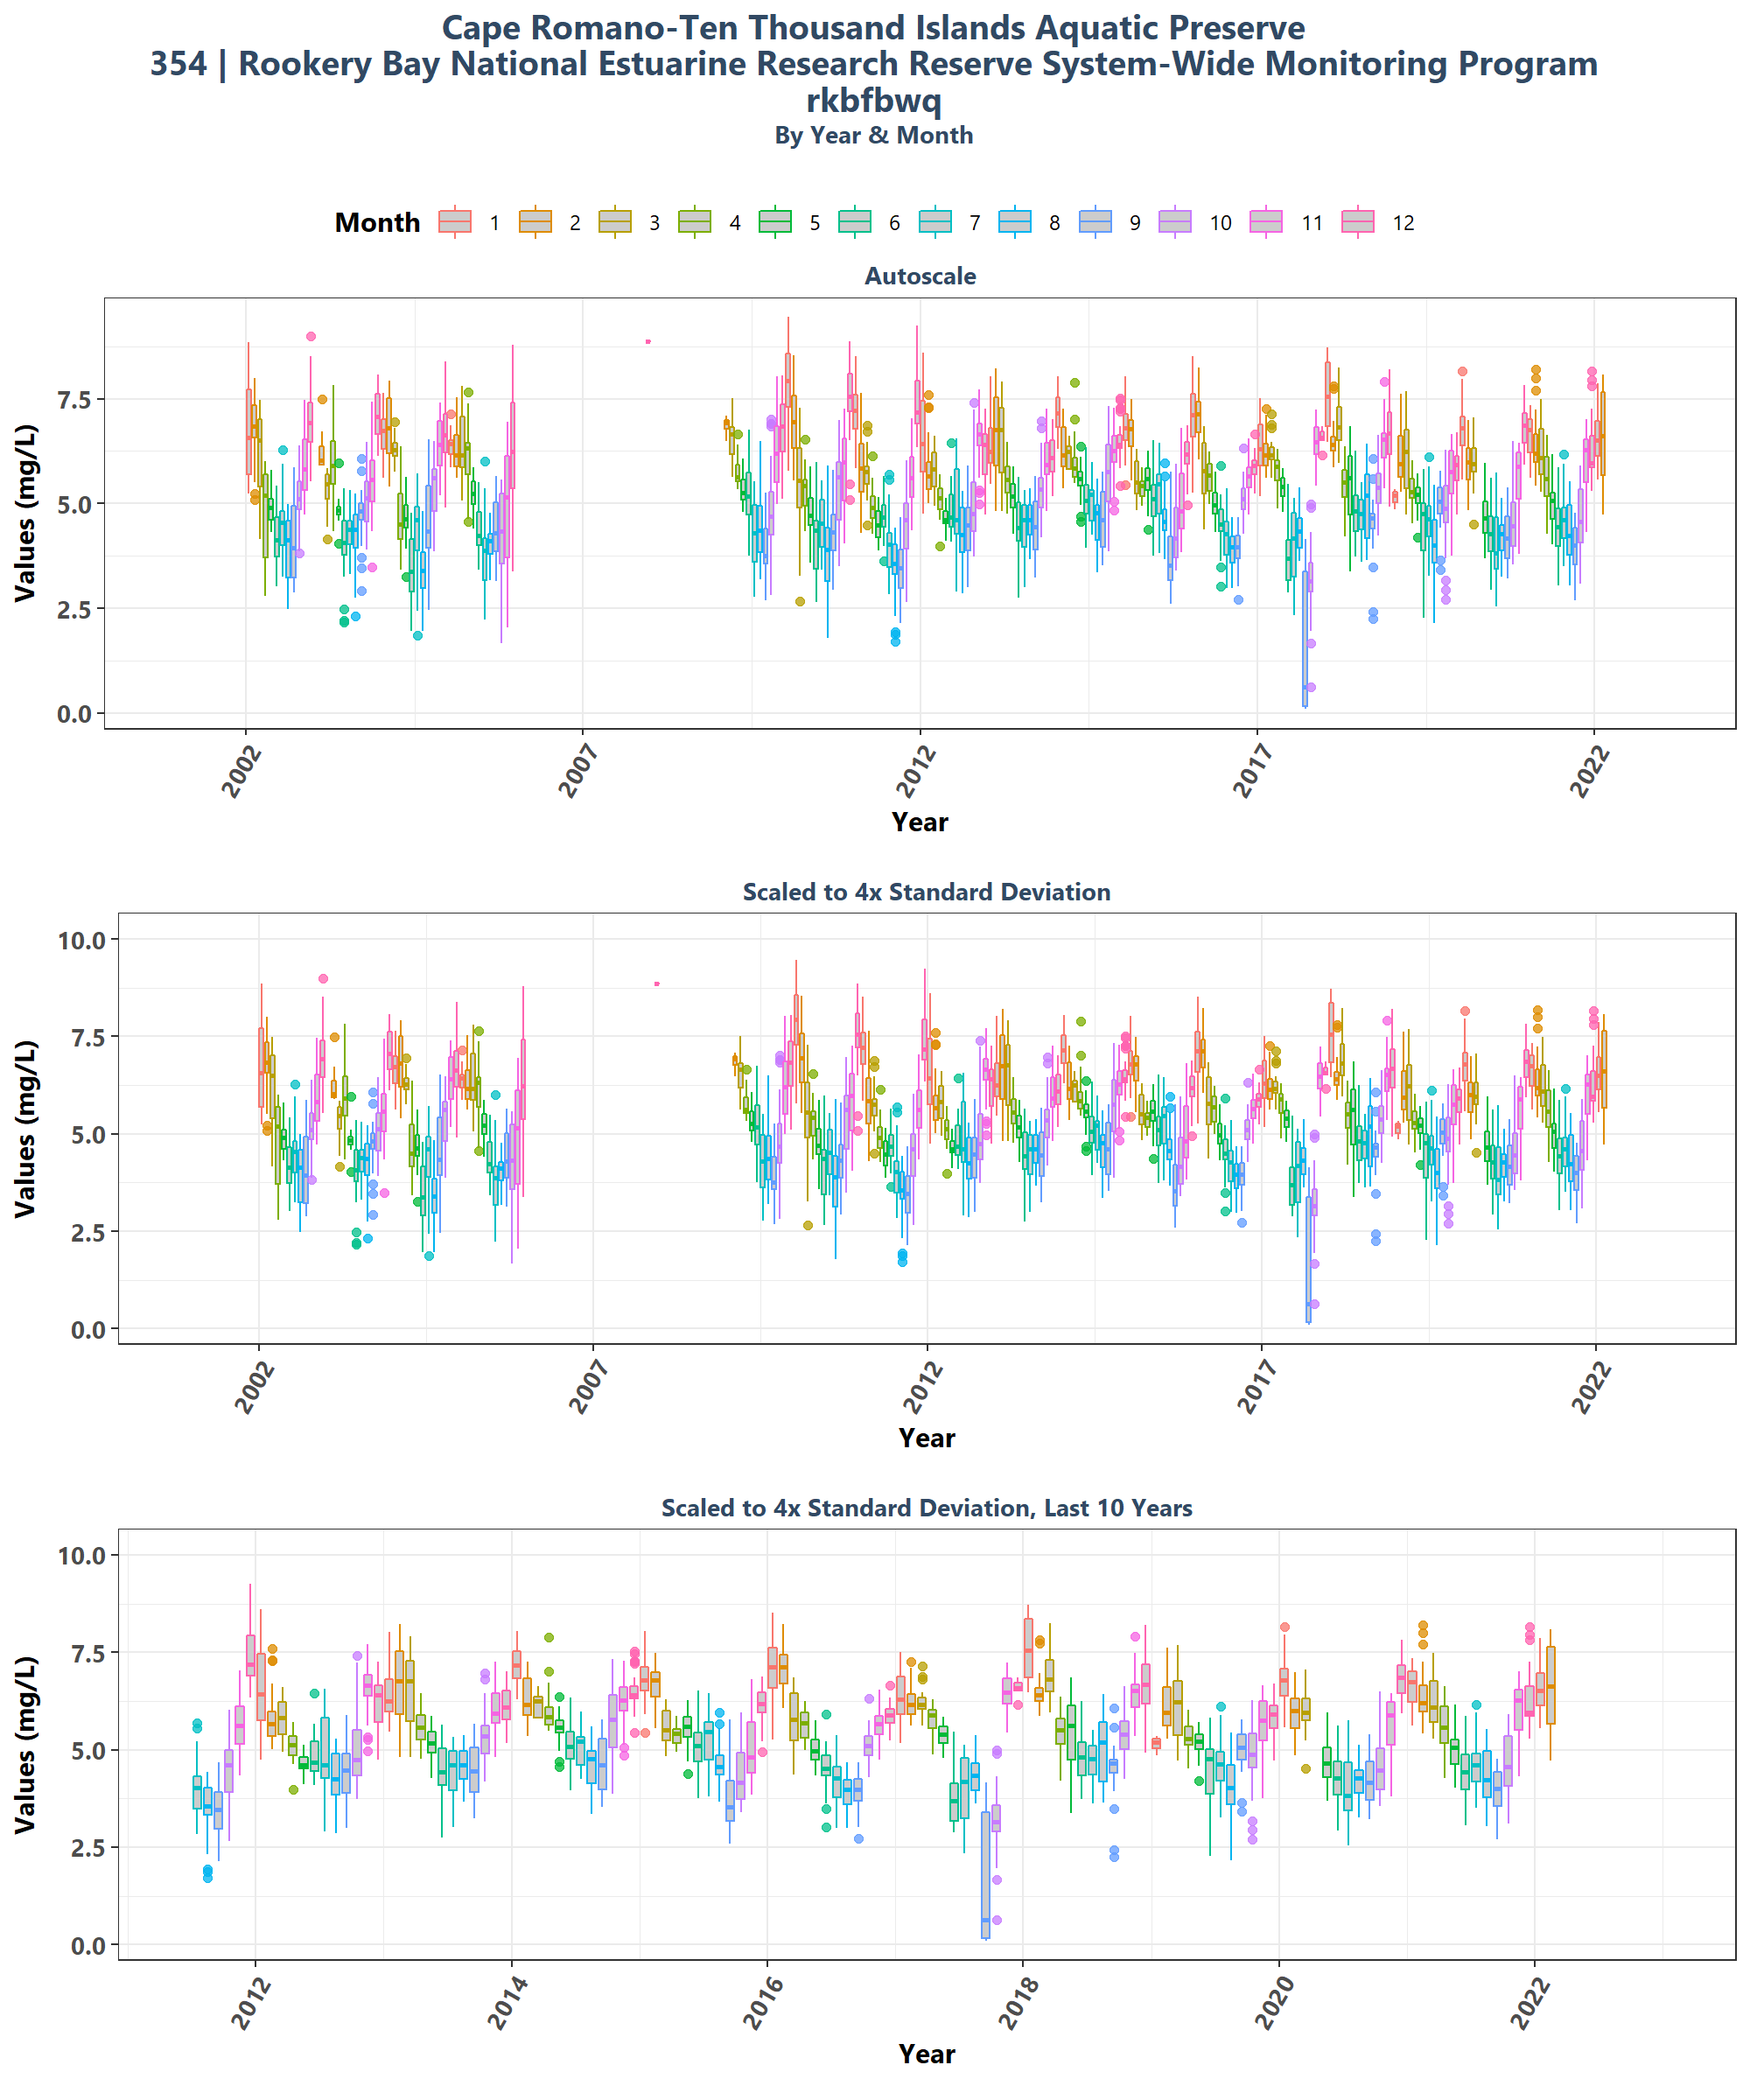 Cape Romano-Ten Thousand Islands Aquatic Preserve
354 | Rookery Bay National Estuarine Research Reserve System-Wide Monitoring Program
rkbfbwq
By Year & Month
Month 1 2 3 4 5 6 7 8 9 10 11 12
Autoscale
Values (mg/L)
7.5
5.0
2.5
0.0
2002 2007 2012 2017 2022
Year
Scaled to 4x Standard Deviation
Values (mg/L)
10.0
7.5
5.0
2.5
0.0
2002 2007 2012 2017 2022
Year
Scaled to 4x Standard Deviation, Last 10 Years
Values (mg/L)
10.0
7.5
5.0
2.5
0.0
2012 2014 2016 2018 2020 2022
Year